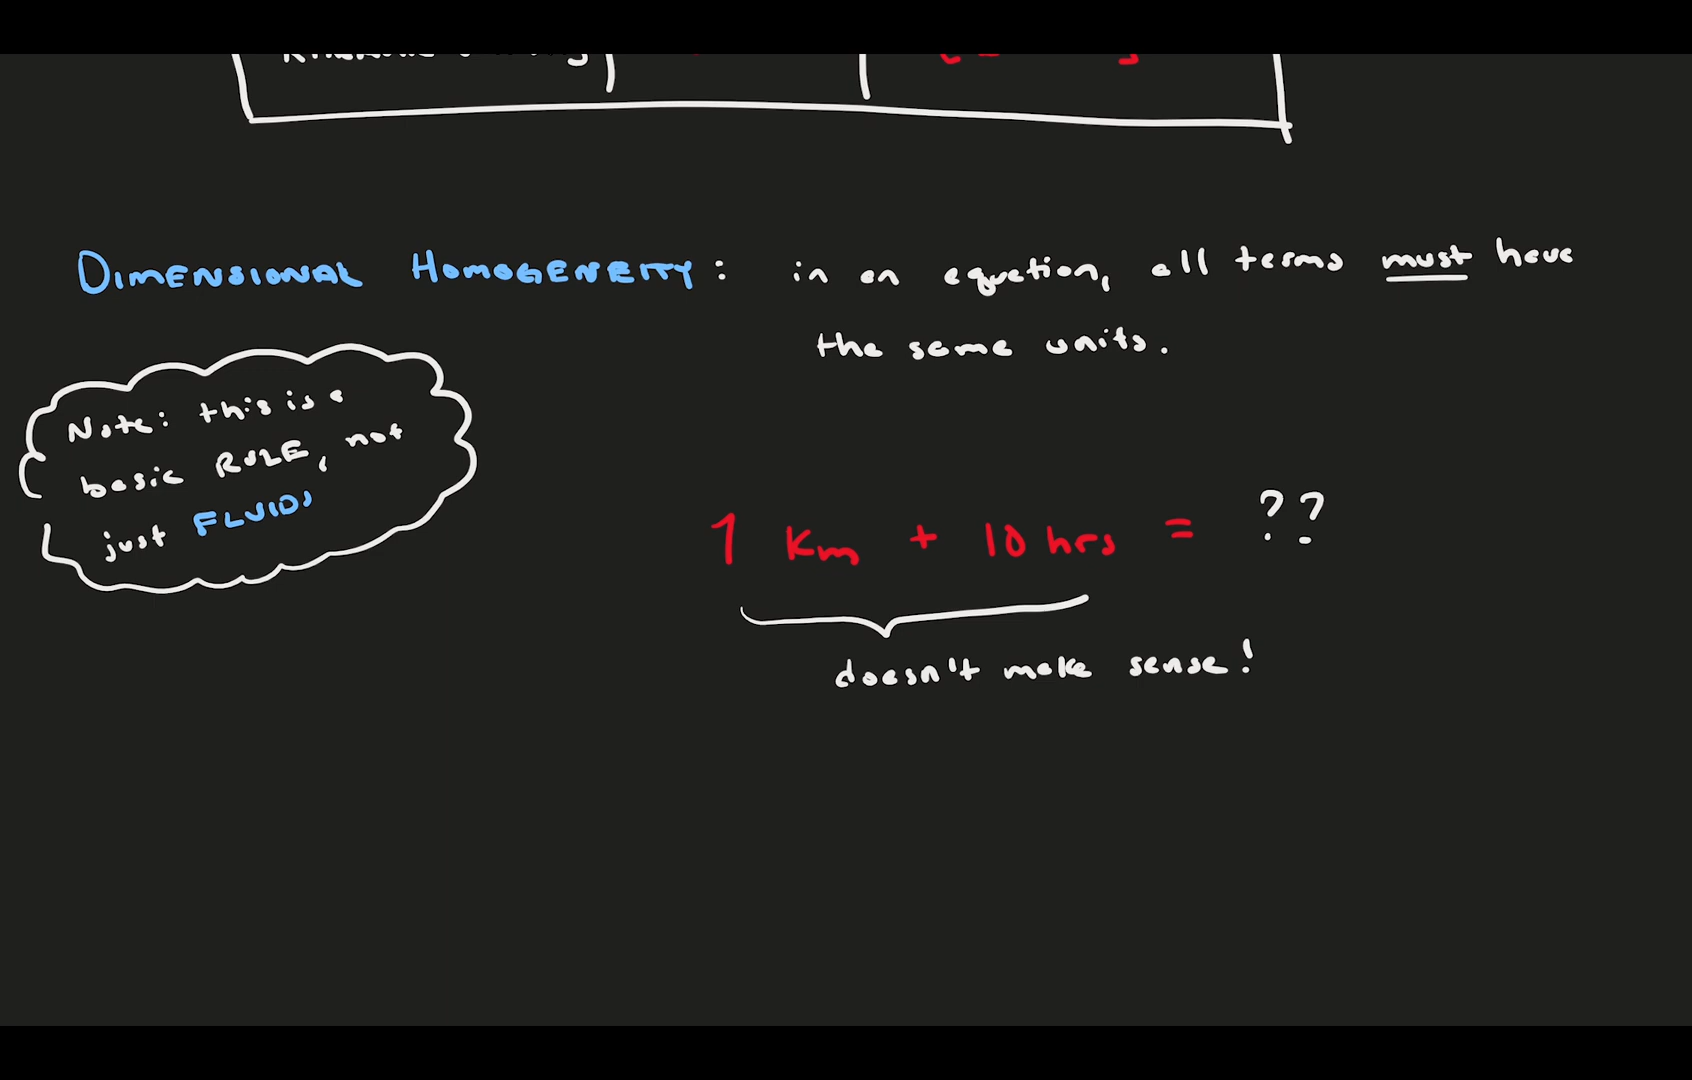 DIMENSIONAL HOMOGENEITY: in an equation, all terms must have
the same units.
Note: this is a
basic RULE, not
just FLUIDS
1 Km + 10 hrs = ??
doesn't make sense!